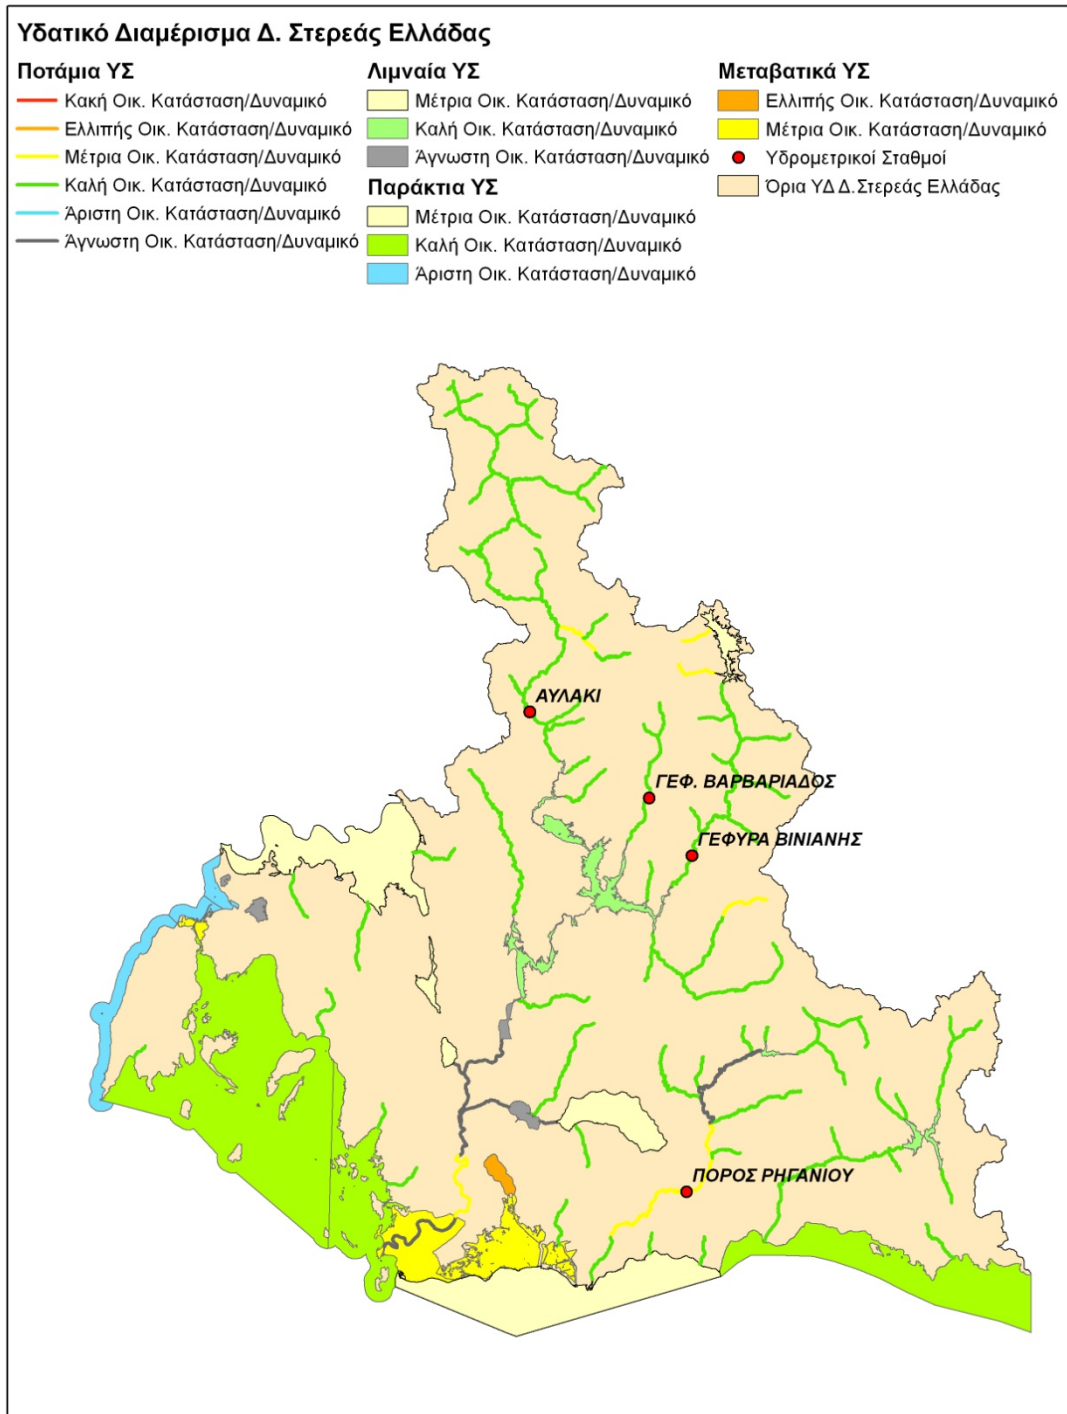 Υδατικό Διαμέρισμα Δ. Στερεάς Ελλάδας
Ποτάμια ΥΣ
Κακή Οικ. Κατάσταση/Δυναμικό
Ελλιπής Οικ. Κατάσταση/Δυναμικό
Μέτρια Οικ. Κατάσταση/Δυναμικό
Καλή Οικ. Κατάσταση/Δυναμικό
Άριστη Οικ. Κατάσταση/Δυναμικό
Άγνωστη Οικ. Κατάσταση/Δυναμικό
Λιμναία ΥΣ
Μέτρια Οικ. Κατάσταση/Δυναμικό
Καλή Οικ. Κατάσταση/Δυναμικό
Άγνωστη Οικ. Κατάσταση/Δυναμικό
Παράκτια ΥΣ
Μέτρια Οικ. Κατάσταση/Δυναμικό
Καλή Οικ. Κατάσταση/Δυναμικό
Άριστη Οικ. Κατάσταση/Δυναμικό
Μεταβατικά ΥΣ
Ελλιπής Οικ. Κατάσταση/Δυναμικό
Μέτρια Οικ. Κατάσταση/Δυναμικό
Υδρομετρικοί Σταθμοί
Όρια ΥΔ Δ.Στερεάς Ελλάδας
ΑΥΛΑΚΙ
ΓΕΦ. ΒΑΡΒΑΡΙΑΔΟΣ
ΓΕΦΥΡΑ ΒΙΝΙΑΝΗΣ
ΠΟΡΟΣ ΡΗΓΑΝΙΟΥ